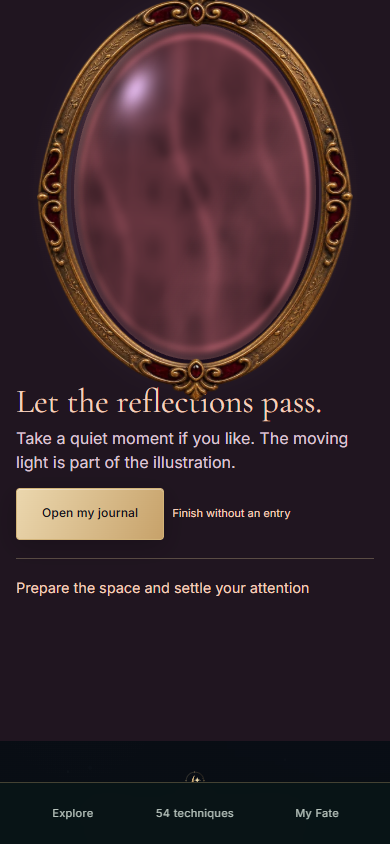 Let the reflections pass.
Take a quiet moment if you like. The moving
light is part of the illustration.
Open my journal
Finish without an entry
Prepare the space and settle your attention
Explore
54 techniques
My Fate